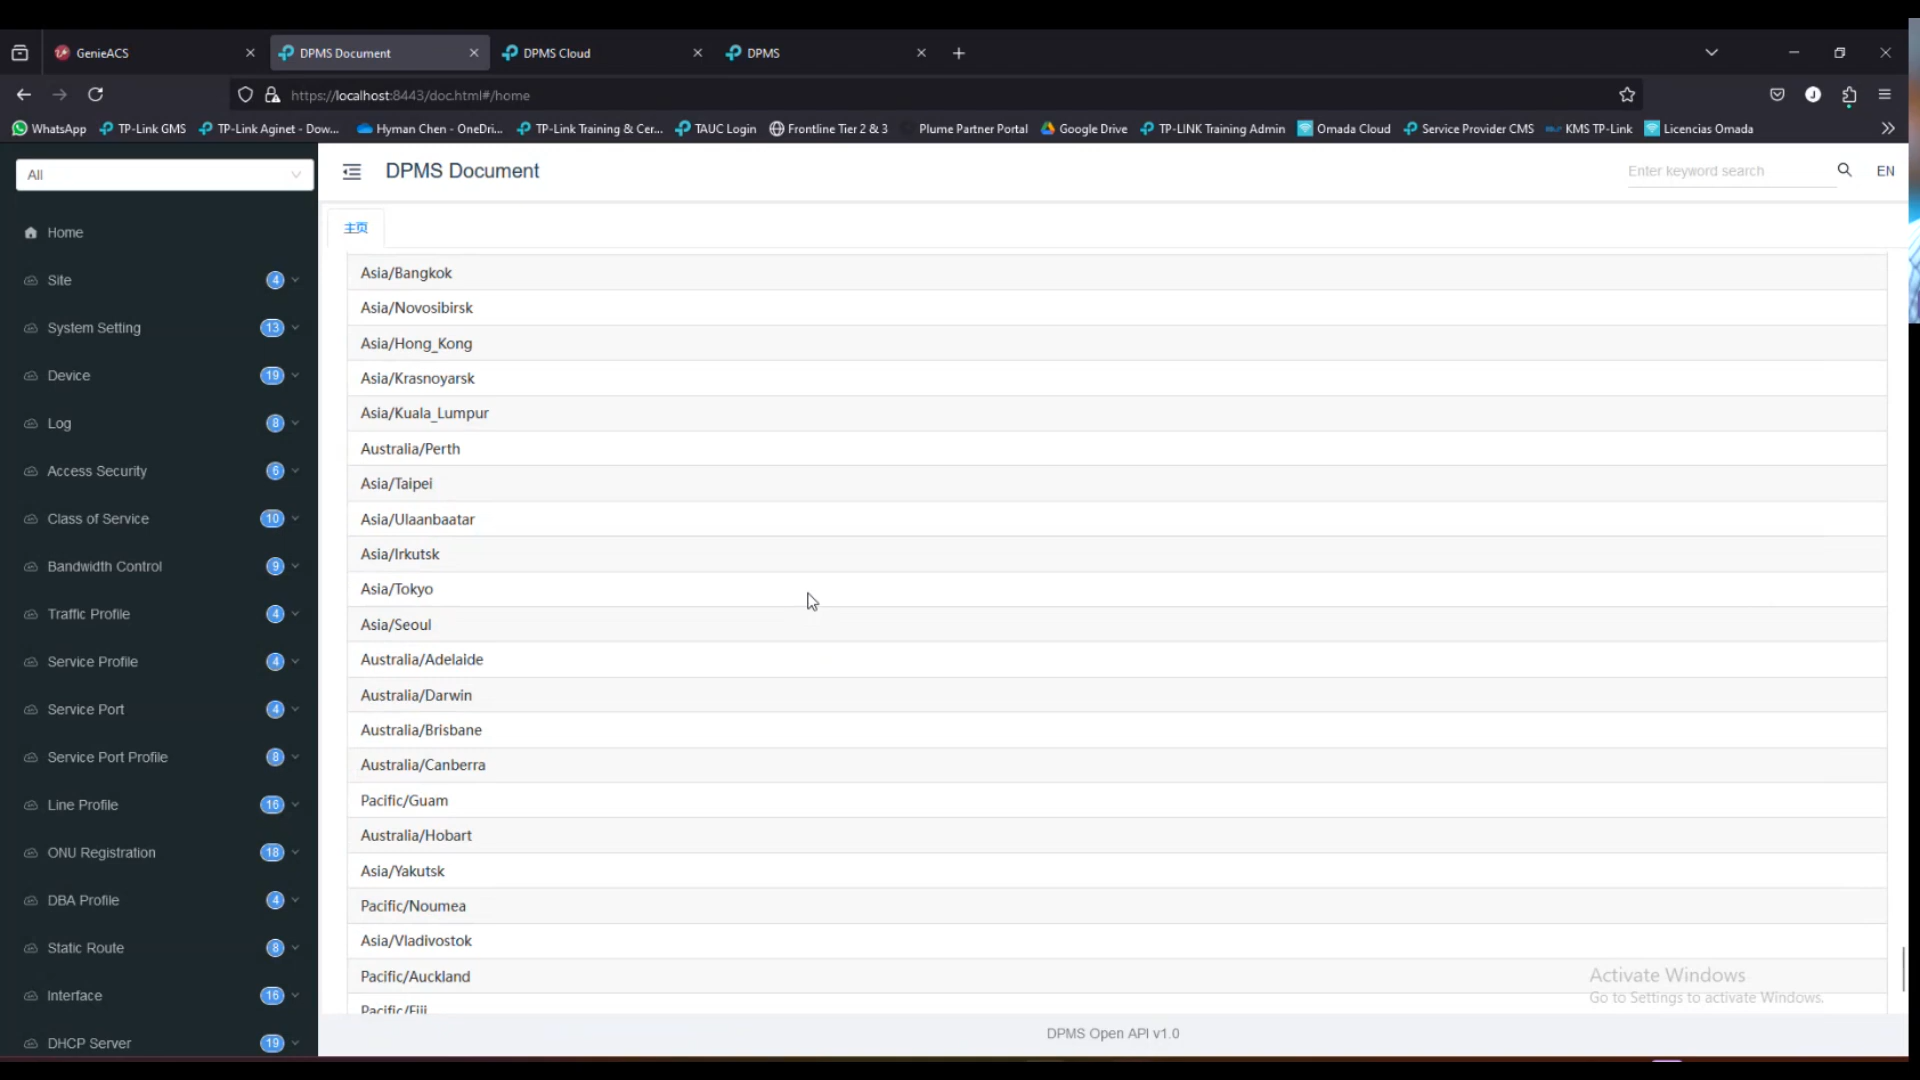 GenieACS
DPMS Document
DPMS Cloud
DPMS
https://localhost:8443/doc.html#/home
WhatsApp
TP-Link GMS
TP-Link Aginet - Dow...
Hyman Chen - OneDri...
TP-Link Training & Cer...
TAUC Login
Frontline Tier 2 & 3
Plume Partner Portal
Google Drive
TP-LINK Training Admin
Omada Cloud
Service Provider CMS
KMS TP-Link
Licencias Omada
All
DPMS Document
Enter keyword search
EN
主页
Home
Site 4
System Setting 13
Device 19
Log 8
Access Security 6
Class of Service 10
Bandwidth Control 9
Traffic Profile 4
Service Profile 4
Service Port 4
Service Port Profile 8
Line Profile 16
ONU Registration 18
DBA Profile 4
Static Route 8
Interface 16
DHCP Server 19
Asia/Bangkok
Asia/Novosibirsk
Asia/Hong_Kong
Asia/Krasnoyarsk
Asia/Kuala_Lumpur
Australia/Perth
Asia/Taipei
Asia/Ulaanbaatar
Asia/Irkutsk
Asia/Tokyo
Asia/Seoul
Australia/Adelaide
Australia/Darwin
Australia/Brisbane
Australia/Canberra
Pacific/Guam
Australia/Hobart
Asia/Yakutsk
Pacific/Noumea
Asia/Vladivostok
Pacific/Auckland
Pacific/Fiji
Activate Windows
Go to Settings to activate Windows.
DPMS Open API v1.0